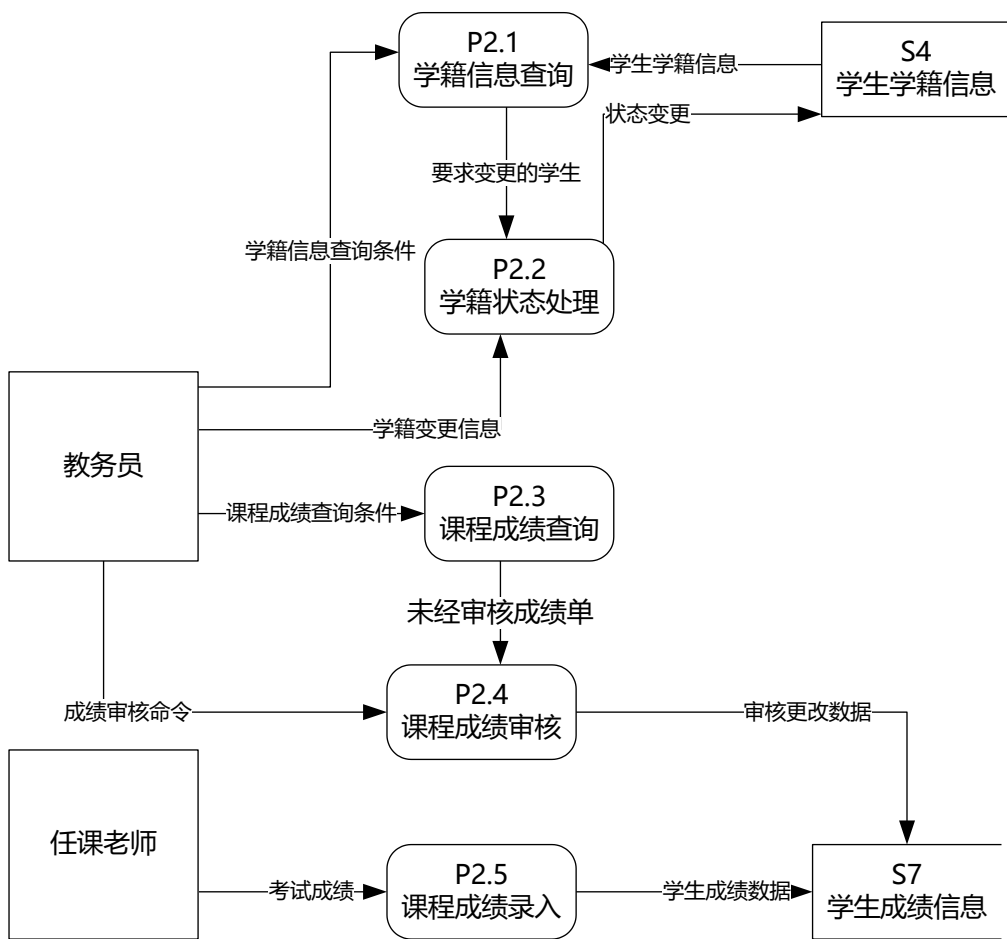 P2.1
学籍信息查询
学生学籍信息
S4
学生学籍信息
状态变更
要求变更的学生
学籍信息查询条件
P2.2
学籍状态处理
学籍变更信息
教务员
课程成绩查询条件
P2.3
课程成绩查询
未经审核成绩单
成绩审核命令
P2.4
课程成绩审核
审核更改数据
任课老师
考试成绩
P2.5
课程成绩录入
学生成绩数据
S7
学生成绩信息